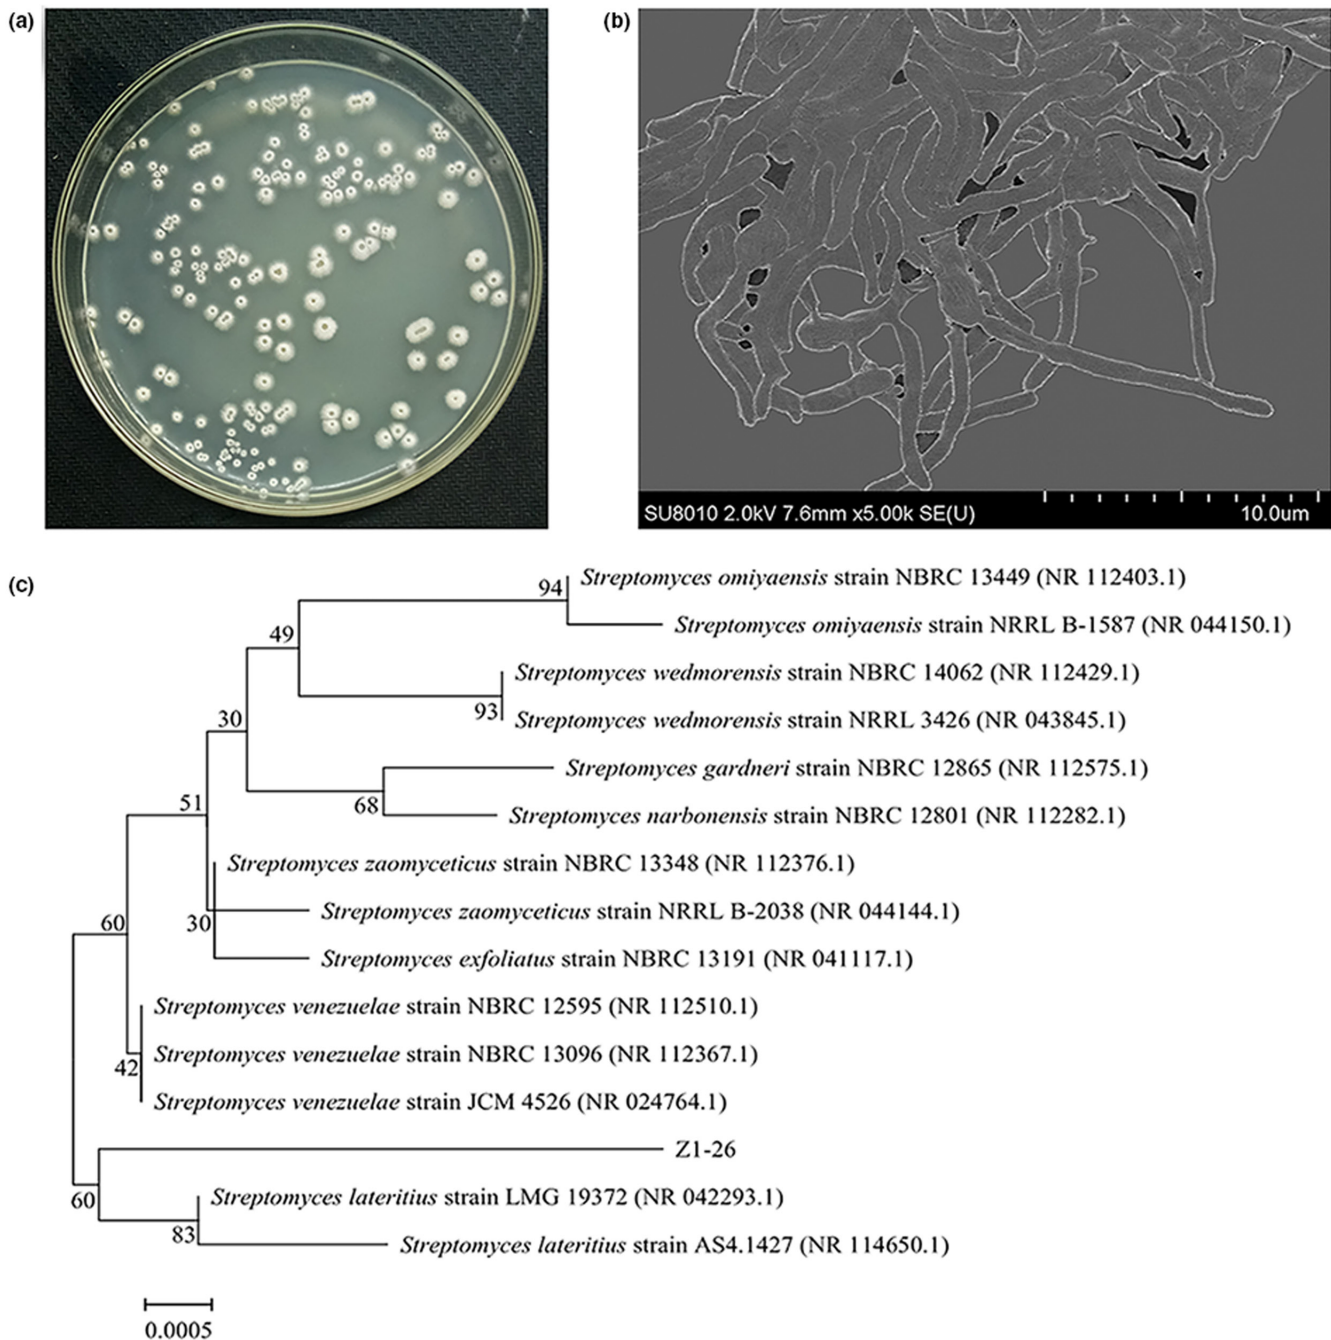 (a)
(b)
SU8010 2.0kV 7.6mm x5.00k SE(U)
10.0um
(c)
94
Streptomyces omiyaensis strain NBRC 13449 (NR 112403.1)
Streptomyces omiyaensis strain NRRL B-1587 (NR 044150.1)
49
Streptomyces wedmorensis strain NBRC 14062 (NR 112429.1)
93
Streptomyces wedmorensis strain NRRL 3426 (NR 043845.1)
30
Streptomyces gardneri strain NBRC 12865 (NR 112575.1)
68
Streptomyces narbonensis strain NBRC 12801 (NR 112282.1)
51
Streptomyces zaomyceticus strain NBRC 13348 (NR 112376.1)
Streptomyces zaomyceticus strain NRRL B-2038 (NR 044144.1)
30
60
Streptomyces exfoliatus strain NBRC 13191 (NR 041117.1)
Streptomyces venezuelae strain NBRC 12595 (NR 112510.1)
Streptomyces venezuelae strain NBRC 13096 (NR 112367.1)
42
Streptomyces venezuelae strain JCM 4526 (NR 024764.1)
Z1-26
60
Streptomyces lateritius strain LMG 19372 (NR 042293.1)
83
Streptomyces lateritius strain AS4.1427 (NR 114650.1)
0.0005